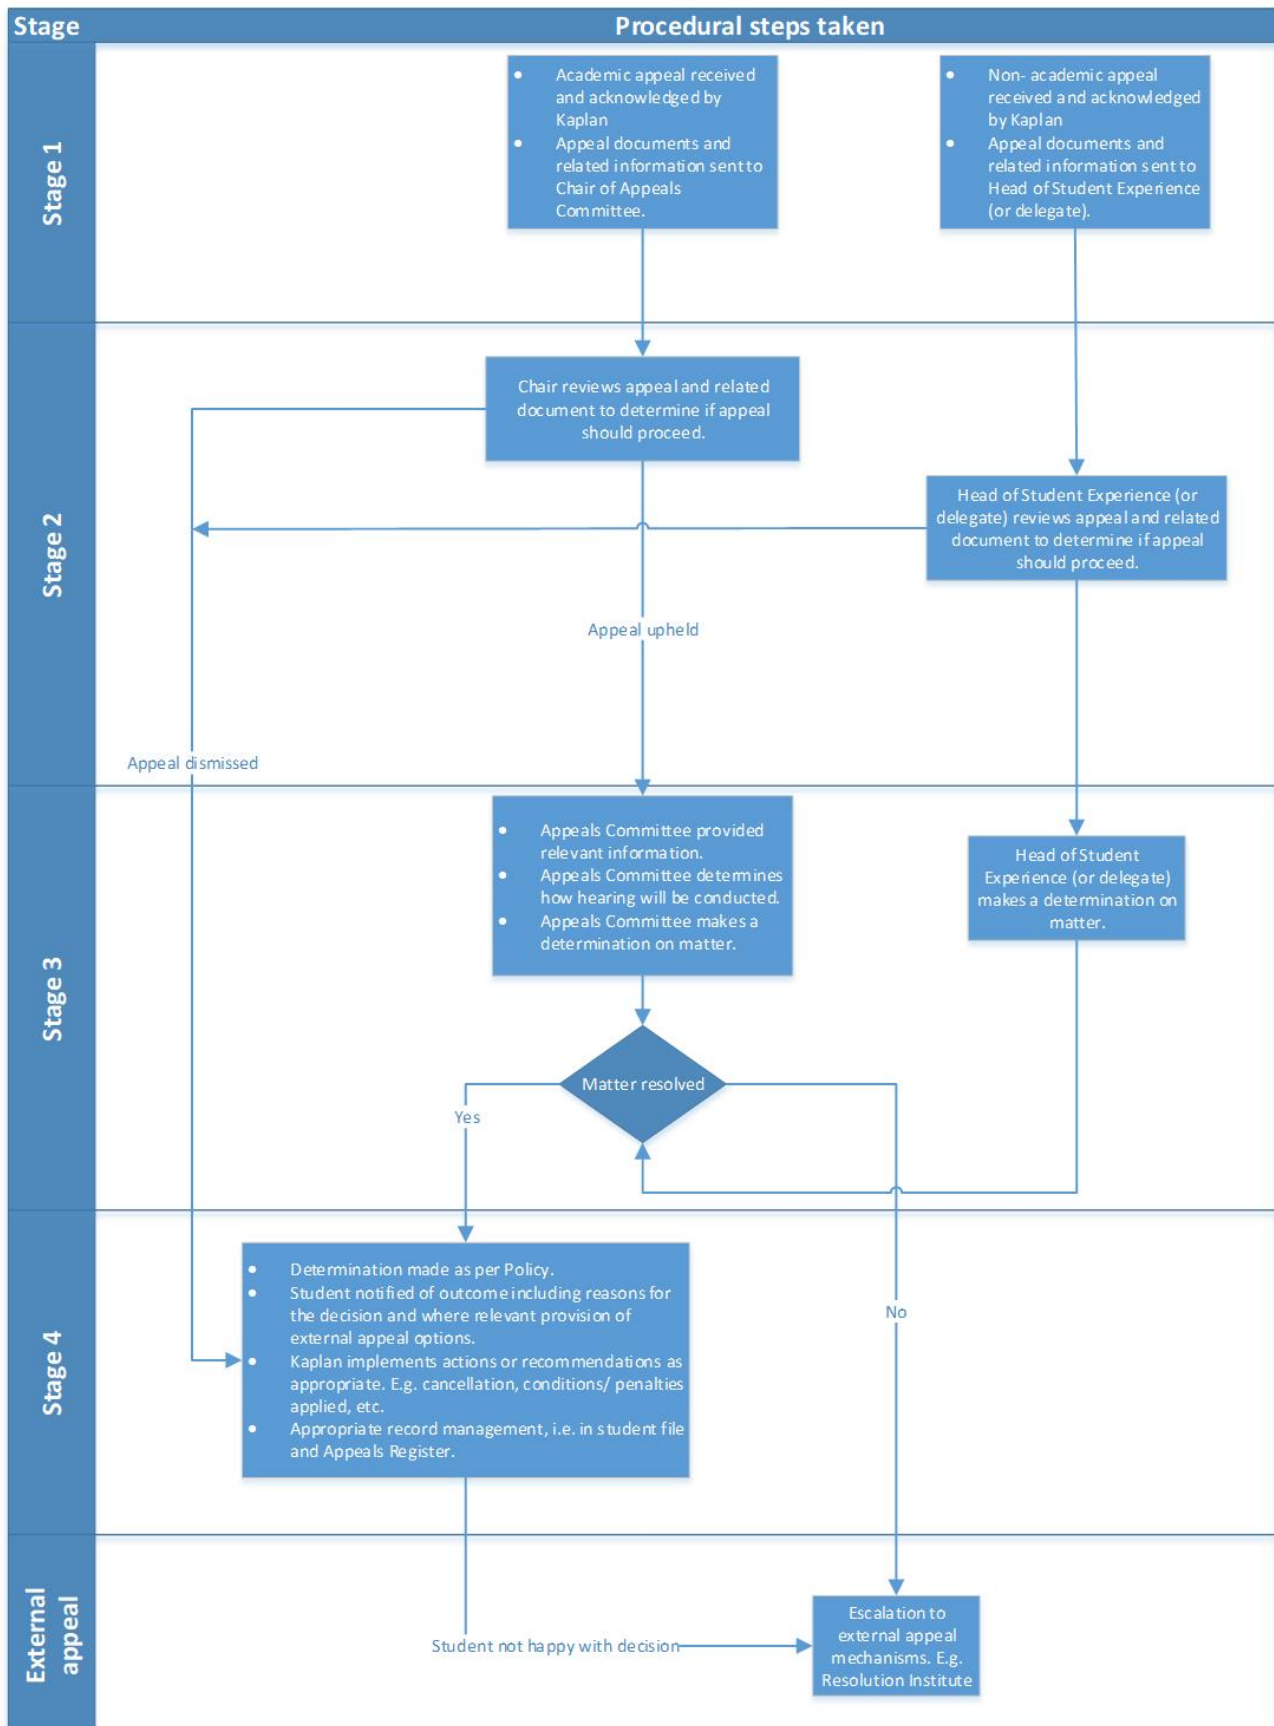 Stage
Procedural steps taken
Stage 1
• Academic appeal received
and acknowledged by
Kaplan
• Appeal documents and
related information sent to
Chair of Appeals
Committee.
• Non- academic appeal
received and acknowledged
by Kaplan
• Appeal documents and
related information sent to
Head of Student Experience
(or delegate).
Stage 2
Chair reviews appeal and related
document to determine if appeal
should proceed.
Head of Student Experience (or
delegate) reviews appeal and related
document to determine if appeal
should proceed.
Appeal upheld
Appeal dismissed
Stage 3
• Appeals Committee provided
relevant information.
• Appeals Committee determines
how hearing will be conducted.
• Appeals Committee makes a
determination on matter.
Head of Student
Experience (or delegate)
makes a determination on
matter.
Matter resolved
Yes
No
Stage 4
• Determination made as per Policy.
• Student notified of outcome including reasons for
the decision and where relevant provision of
external appeal options.
• Kaplan implements actions or recommendations as
appropriate. E.g. cancellation, conditions/ penalties
applied, etc.
• Appropriate record management, i.e. in student file
and Appeals Register.
External
appeal
Student not happy with decision
Escalation to
external appeal
mechanisms. E.g.
Resolution Institute